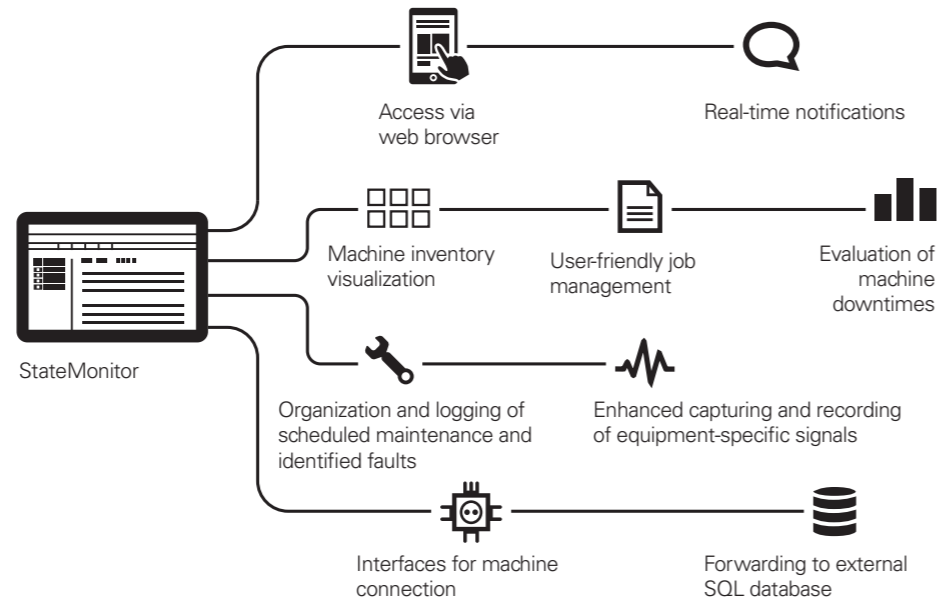 Access via
web browser
Real-time notifications
Machine inventory
visualization
User-friendly job
management
Evaluation of
machine
downtimes
StateMonitor
Organization and logging of
scheduled maintenance and
identified faults
Enhanced capturing and recording
of equipment-specific signals
Interfaces for machine
connection
Forwarding to external
SQL database